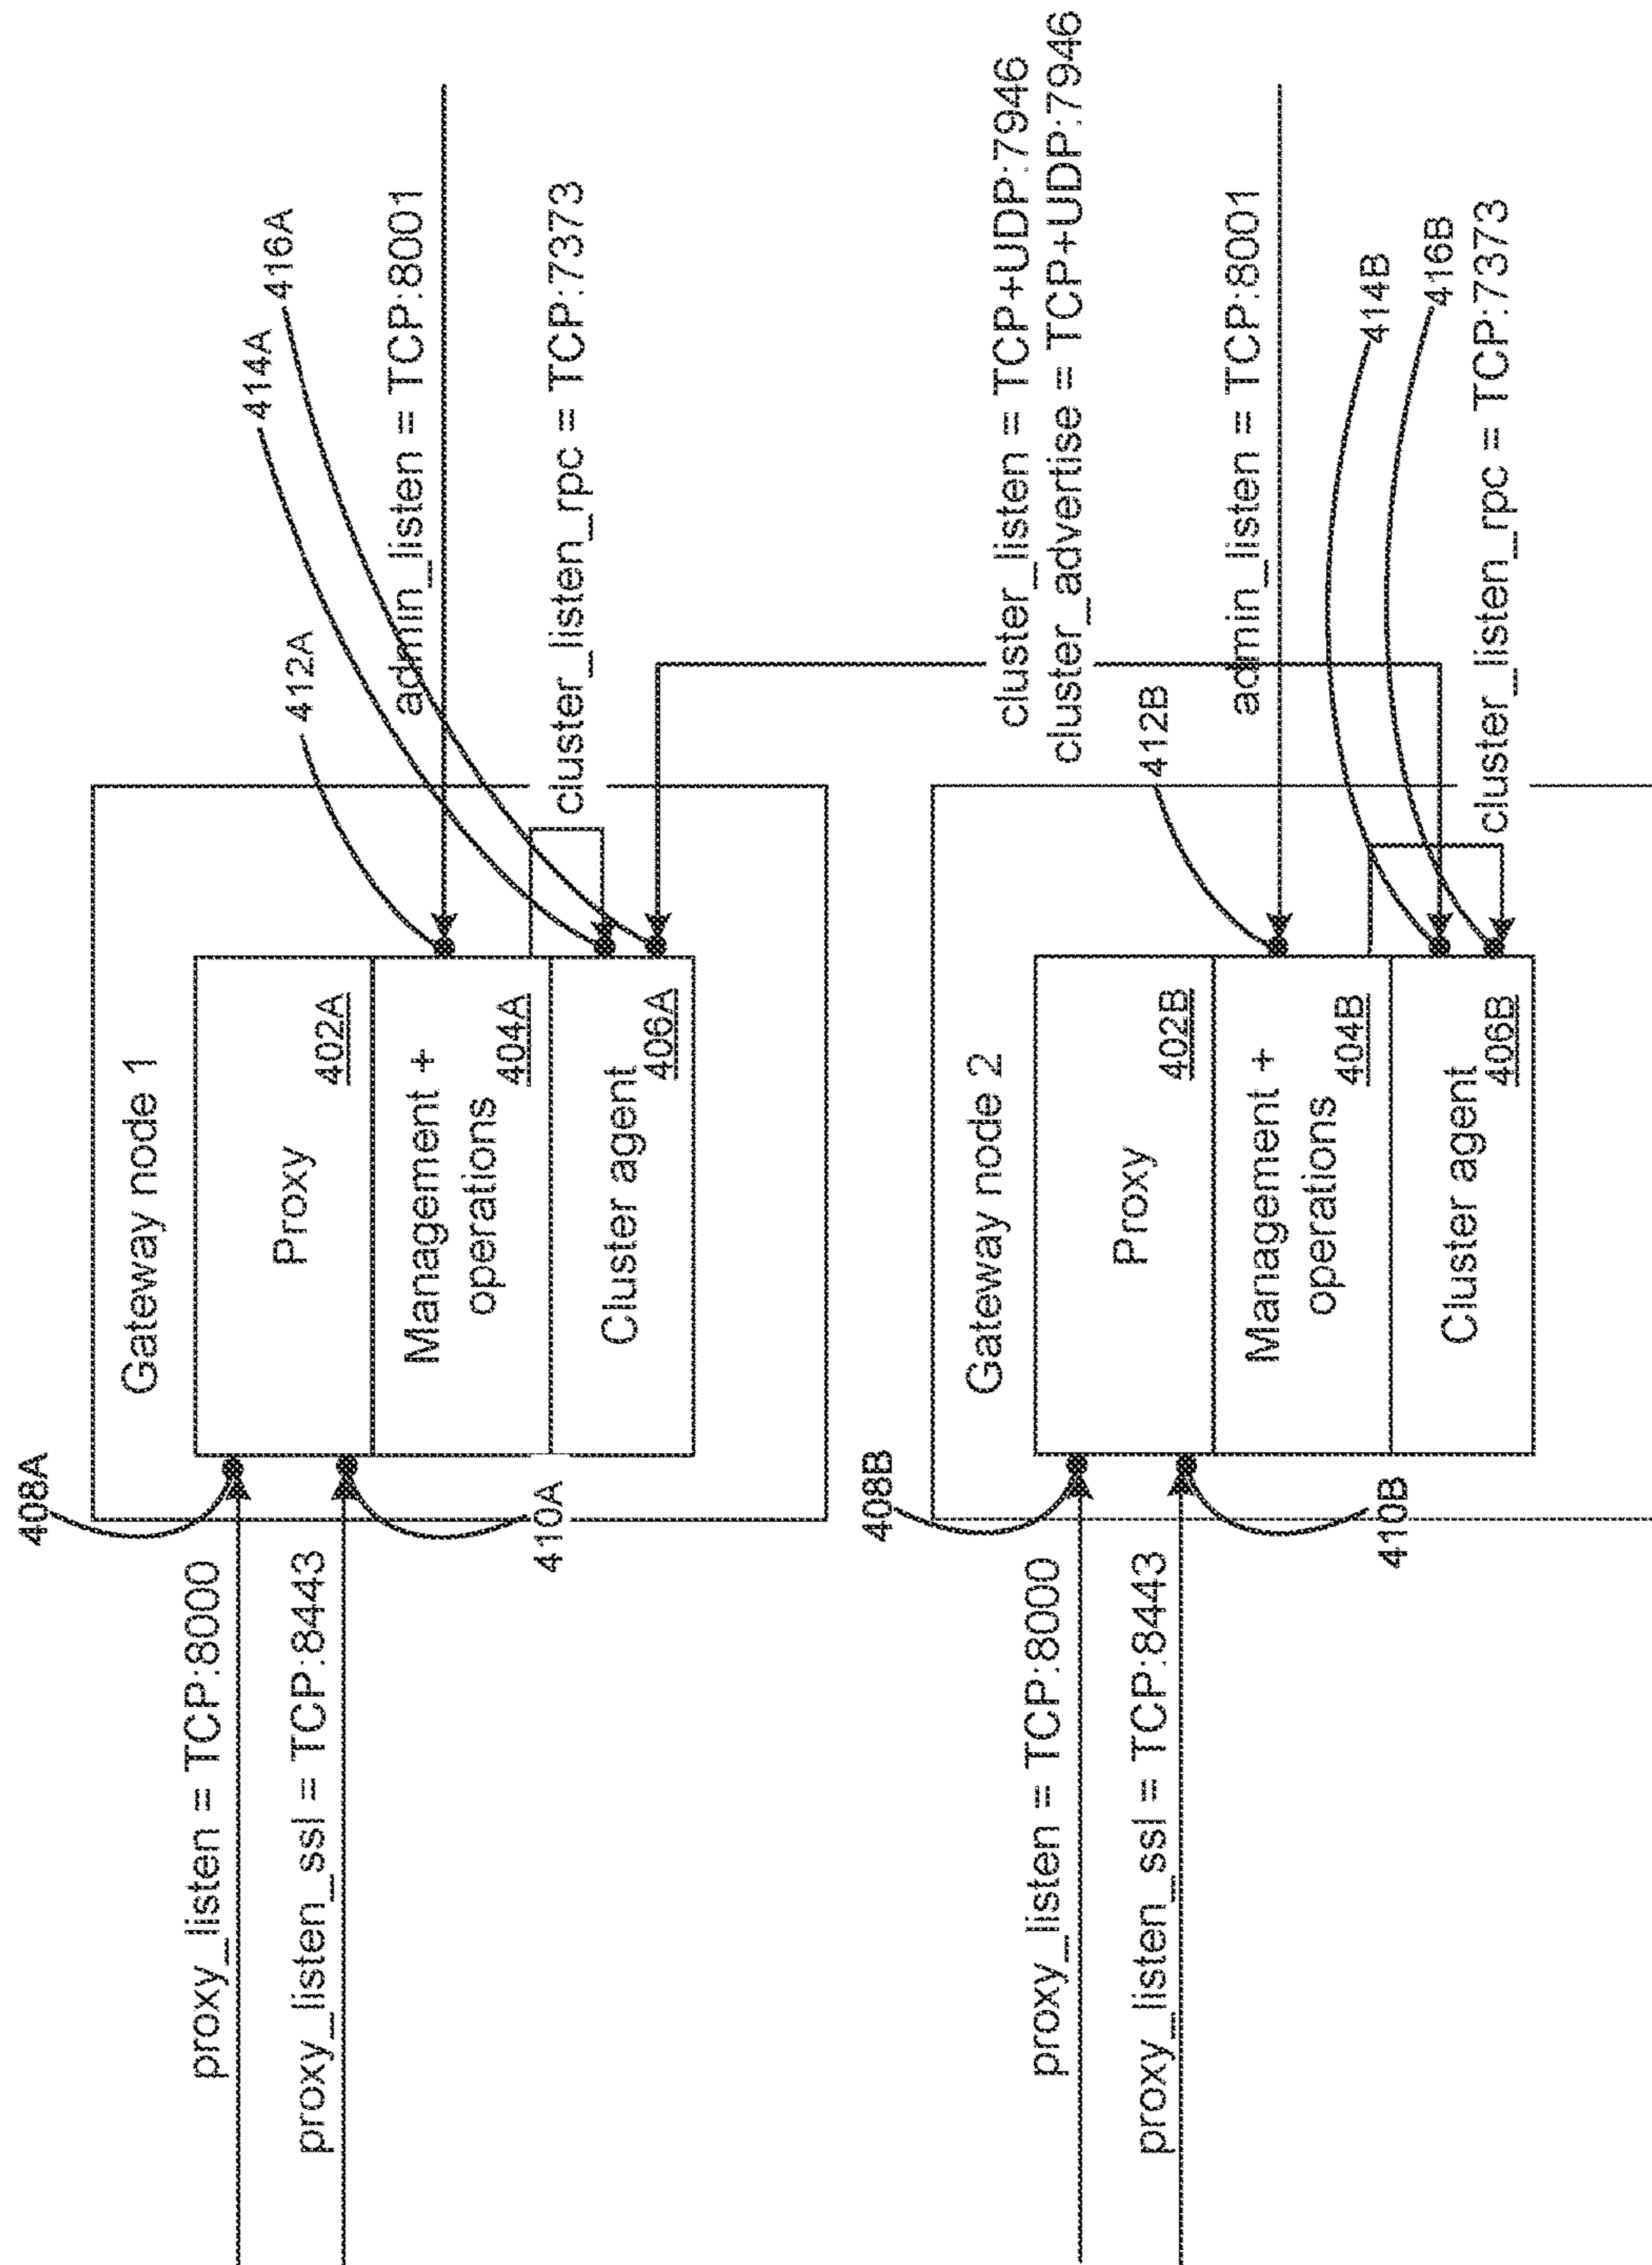 408A
proxy_listen = TCP:8000
proxy_listen_ssl = TCP:8443
410A
Gateway node 1
Proxy
402A
Management +
operations
404A
Cluster agent
406A
412A
414A
416A
admin_listen = TCP:8001
cluster_listen_rpc = TCP:7373
cluster_listen = TCP+UDP:7946
cluster_advertise = TCP+UDP:7946
408B
proxy_listen = TCP:8000
proxy_listen_ssl = TCP:8443
410B
Gateway node 2
Proxy
402B
Management +
operations
404B
Cluster agent
406B
412B
admin_listen = TCP:8001
414B
416B
cluster_listen_rpc = TCP:7373